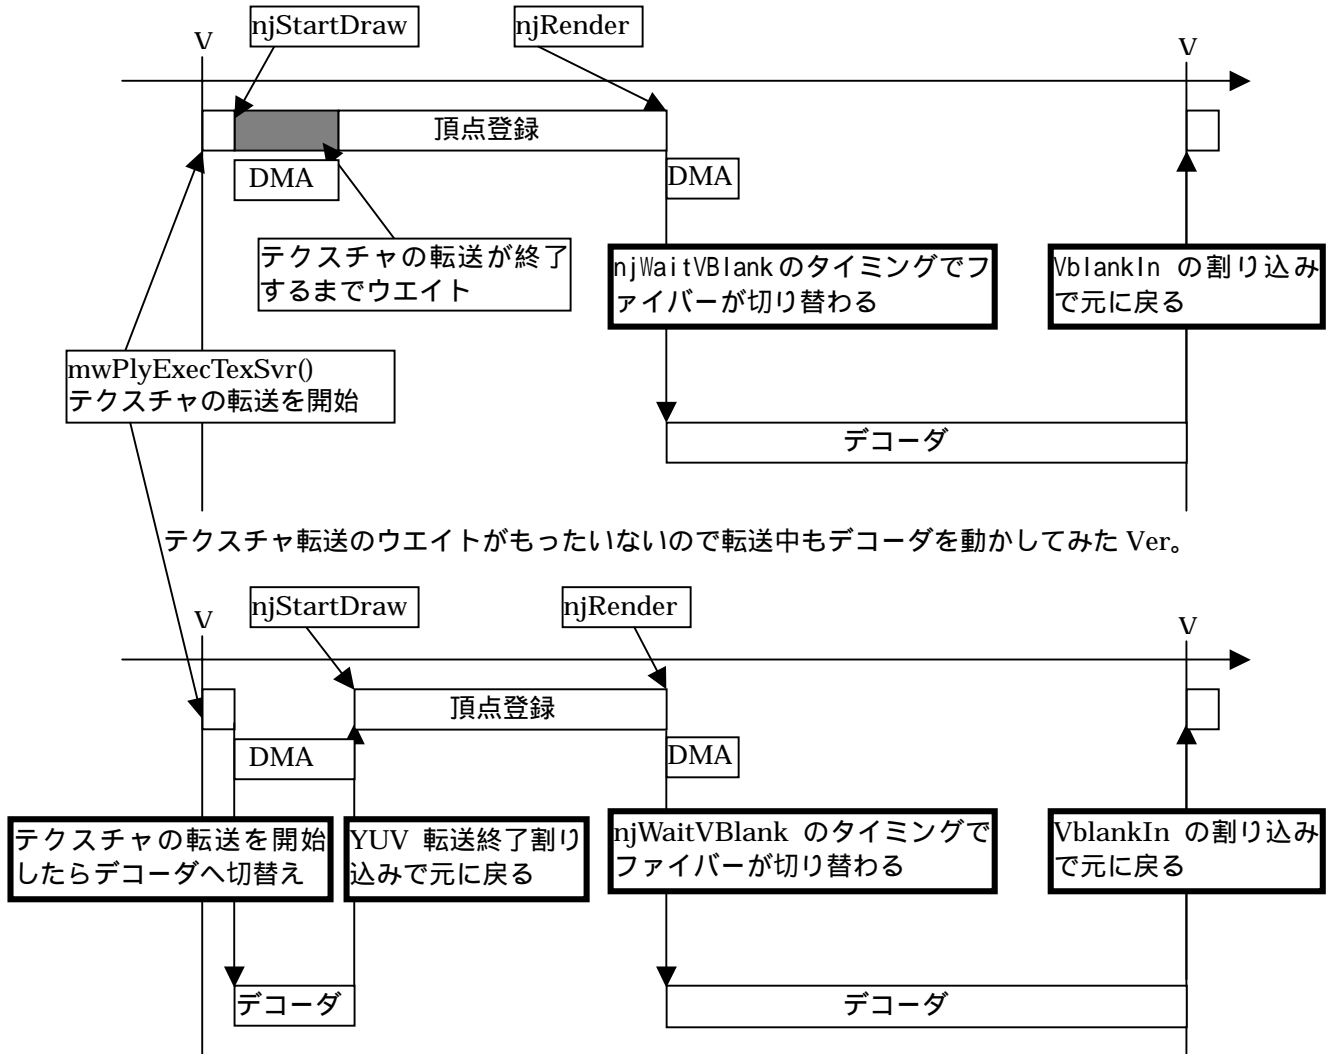 njStartDraw
njRender
V
V
頂点登録
DMA
DMA
テクスチャの転送が終了
するまでウエイト
njWaitVBlankのタイミングでフ
ァイバーが切り替わる
VblankIn の割り込み
で元に戻る
mwPlyExecTexSvr()
テクスチャの転送を開始
デコーダ
テクスチャ転送のウエイトがもったいないので転送中もデコーダを動かしてみた Ver。
njStartDraw
njRender
V
V
頂点登録
DMA
DMA
テクスチャの転送を開始
したらデコーダへ切替え
YUV 転送終了割り
込みで元に戻る
njWaitVBlank のタイミングで
ファイバーが切り替わる
VblankIn の割り込み
で元に戻る
デコーダ
デコーダ